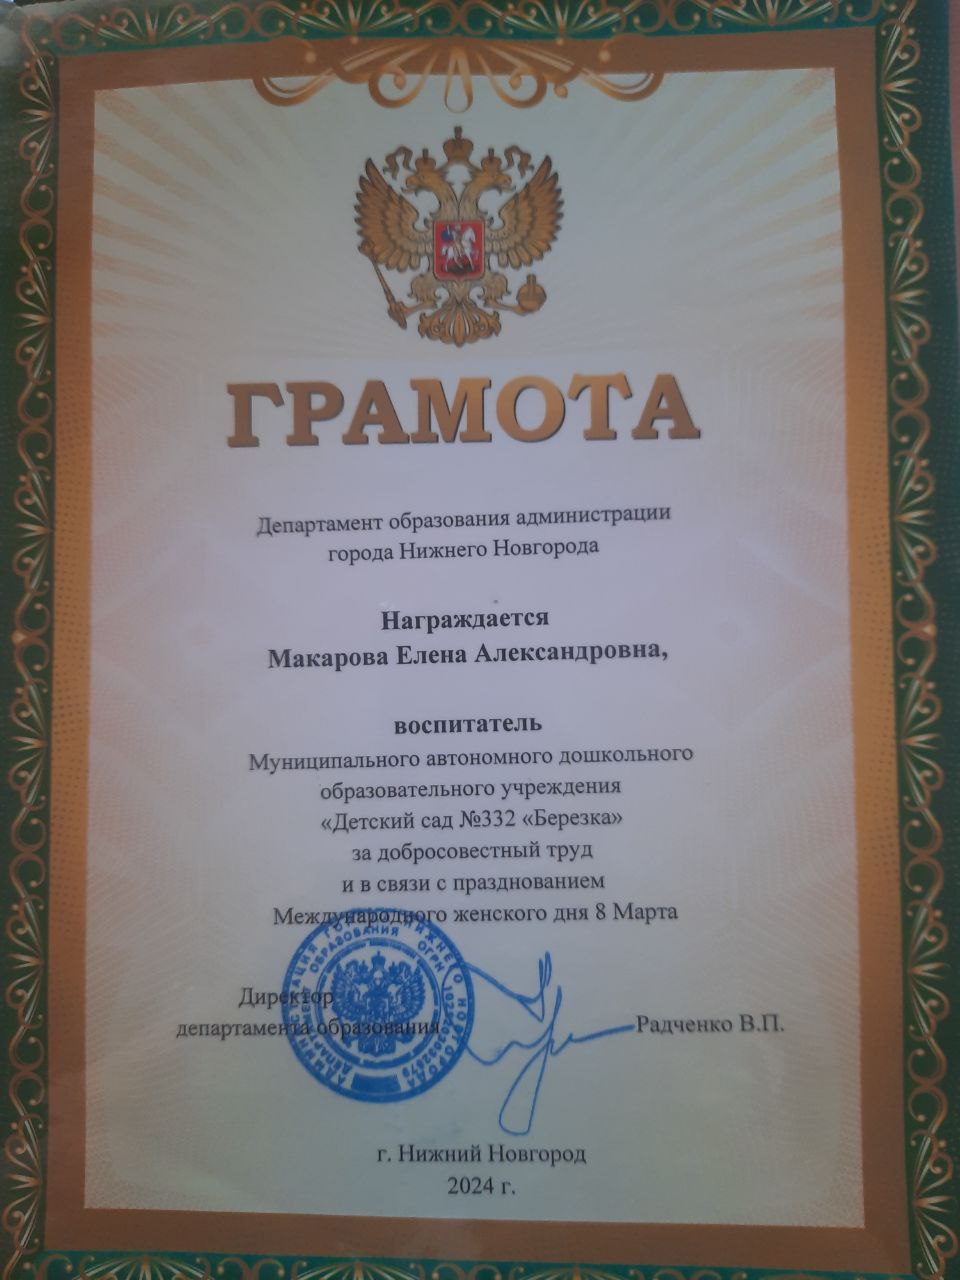 ГРАМОТА
Департамент образования администрации
города Нижнего Новгорода
Награждается
Макарова Елена Александровна,
воспитатель
Муниципального автономного дошкольного
образовательного учреждения
«Детский сад №332 «Березка»
за добросовестный труд
и в связи с празднованием
Международного женского дня 8 Марта
Директор
департамента образования
Радченко В.П.
г. Нижний Новгород
2024 г.